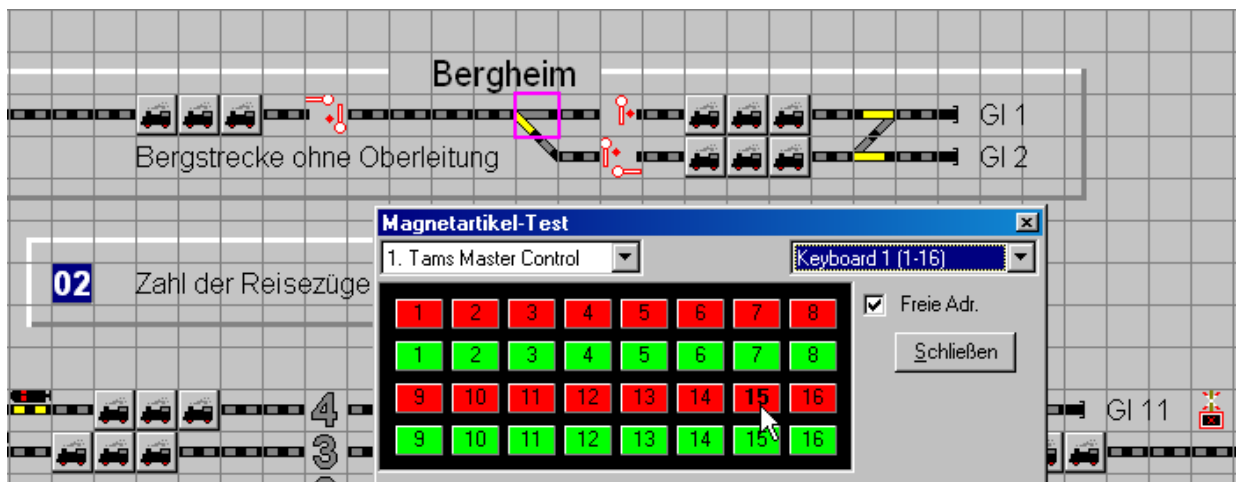 Bergheim
Gl 1
Bergstrecke ohne Oberleitung
Gl 2
Magnetartikel-Test
1. Tams Master Control
Keyboard 1 (1-16)
02
Zahl der Reisezüge
Freie Adr.
1 2 3 4 5 6 7 8
Schließen
1 2 3 4 5 6 7 8
9 10 11 12 13 14 15 16
4
Gl 11
9 10 11 12 13 14 15 16
3